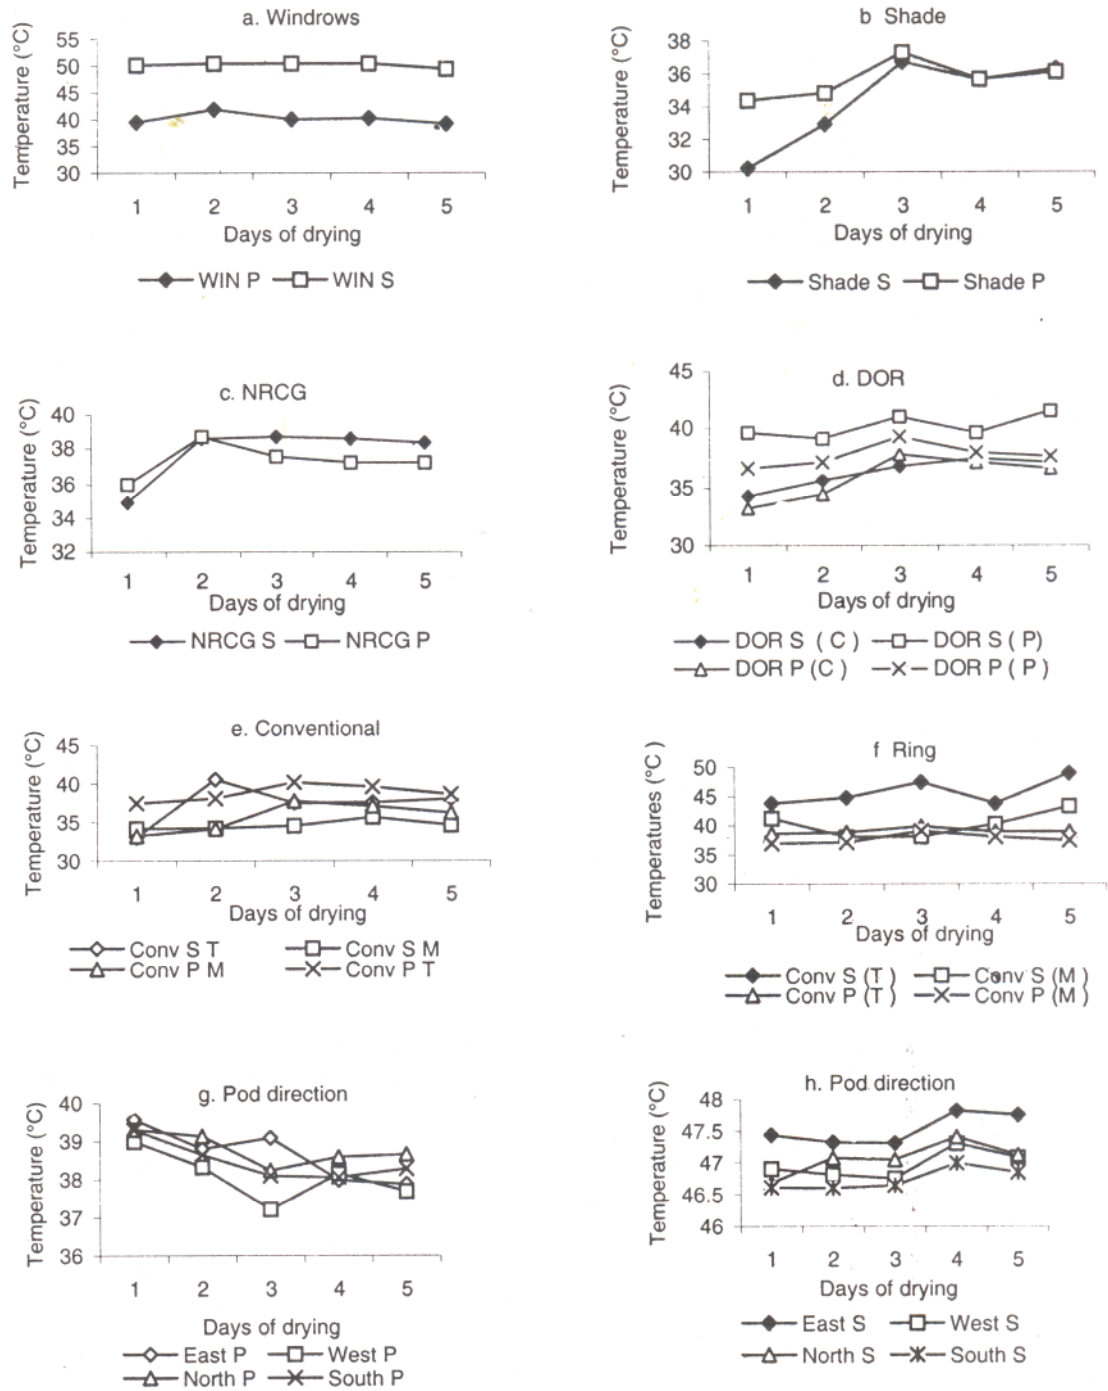 a. Windrows
Temperature (°C)
55
50
45
40
35
30
1 2 3 4 5
Days of drying
WIN P WIN S
b Shade
Temperature (°C)
38
36
34
32
30
1 2 3 4 5
Days of drying
Shade S Shade P
c. NRCG
Temperature (°C)
40
38
36
34
32
1 2 3 4 5
Days of drying
NRCG S NRCG P
d. DOR
Temperature (°C)
45
40
35
30
1 2 3 4 5
Days of drying
DOR S ( C ) DOR S ( P)
DOR P (C ) DOR P ( P )
e. Conventional
Temperature (°C)
45
40
35
30
1 2 3 4 5
Days of drying
Conv S T Conv S M
Conv P M Conv P T
f Ring
Temperatures (°C )
50
45
40
35
30
1 2 3 4 5
Days of drying
Conv S (T ) Conv S (M )
Conv P (T ) Conv P (M )
g. Pod direction
Temperature (°C)
40
39
38
37
36
1 2 3 4 5
Days of drying
East P West P
North P South P
h. Pod direction
Temperature (°C)
48
47.5
47
46.5
46
1 2 3 4 5
Days of drying
East S West S
North S South S